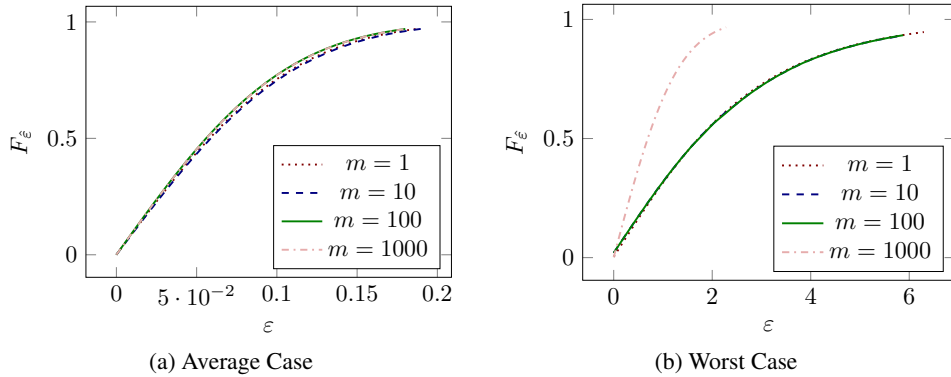 1
0.5
0
F_ε̂
0
5 · 10⁻²
0.1
0.15
0.2
ε
m = 1
m = 10
m = 100
m = 1000
(a) Average Case
1
0.5
0
F_ε̂
0
2
4
6
ε
m = 1
m = 10
m = 100
m = 1000
(b) Worst Case